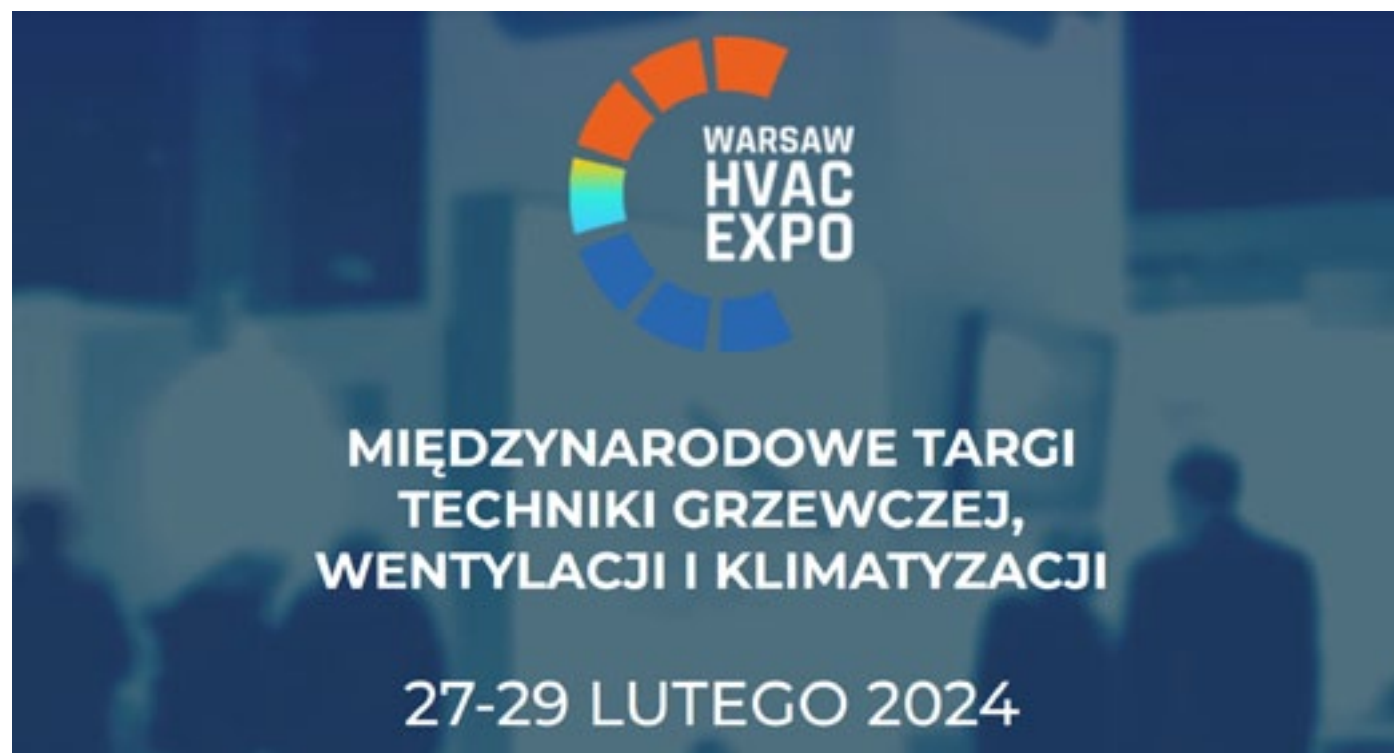 WARSAW
HVAC
EXPO
MIĘDZYNARODOWE TARGI
TECHNIKI GRZEWCZEJ,
WENTYLACJI I KLIMATYZACJI
27-29 LUTEGO 2024